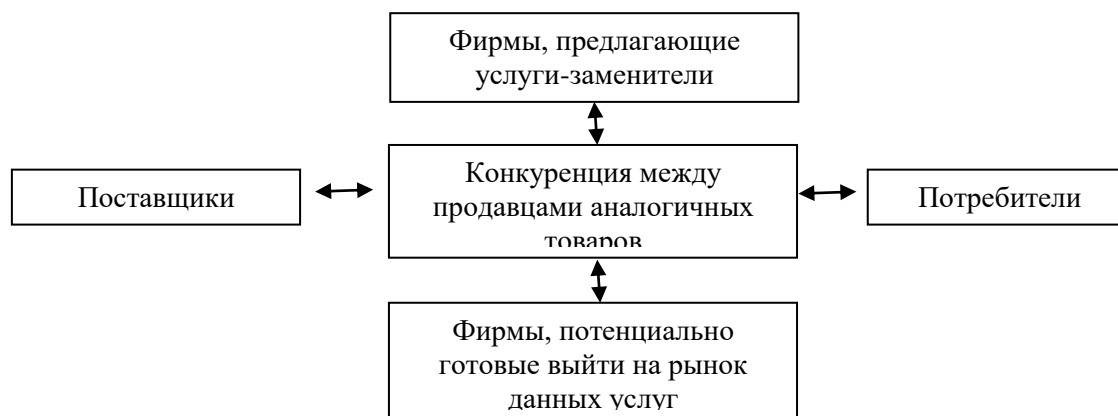 Фирмы, предлагающие
услуги-заменители
Поставщики
Конкуренция между
продавцами аналогичных
товаров
Потребители
Фирмы, потенциально
готовые выйти на рынок
данных услуг